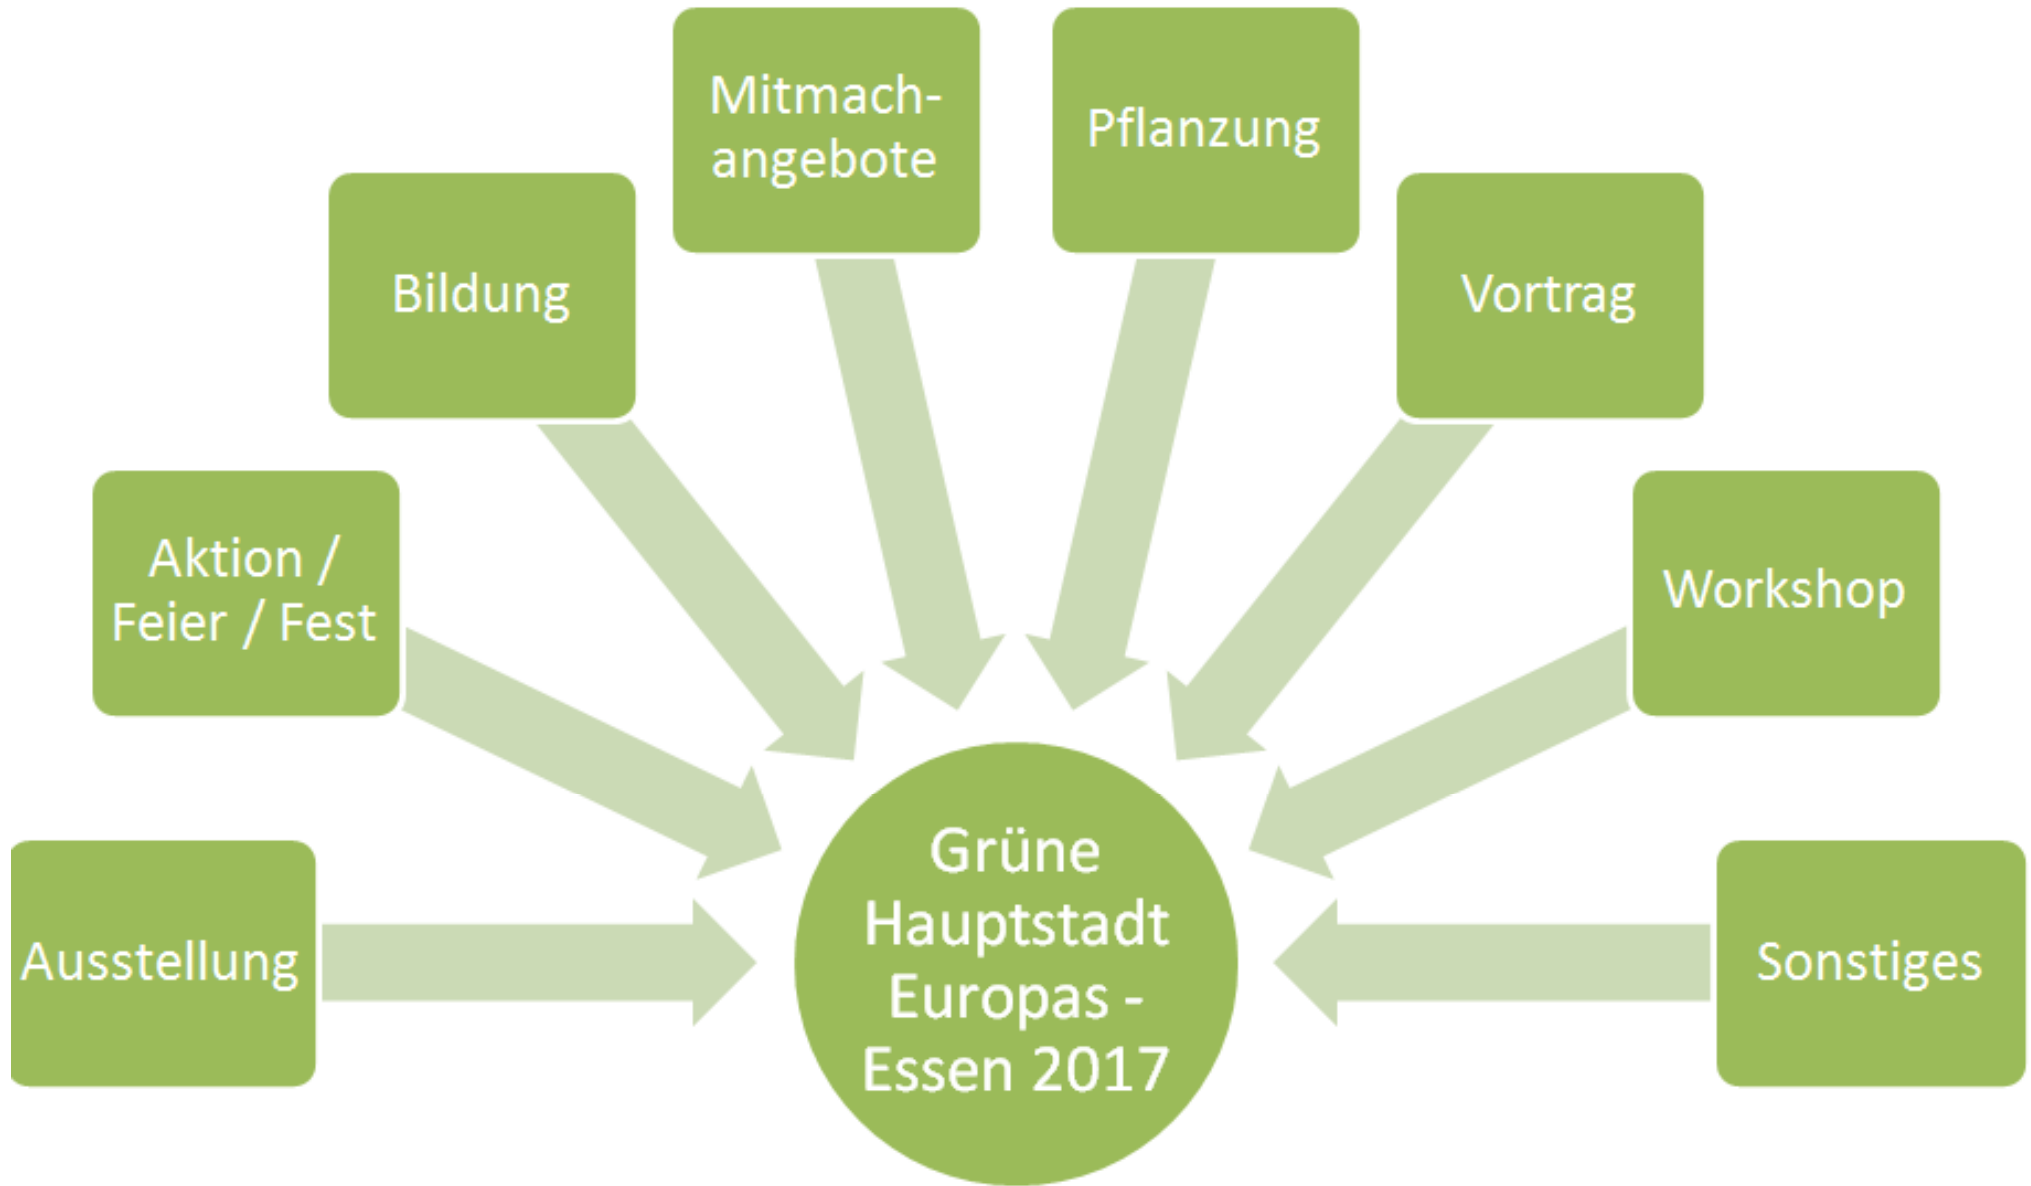 Mitmach-
angebote
Pflanzung
Bildung
Vortrag
Aktion /
Feier / Fest
Workshop
Ausstellung
Grüne
Hauptstadt
Europas -
Essen 2017
Sonstiges